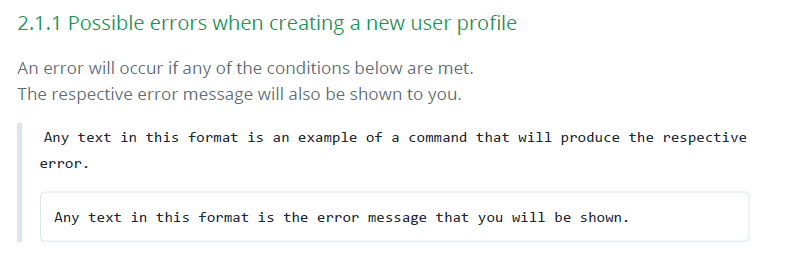 2.1.1 Possible errors when creating a new user profile
An error will occur if any of the conditions below are met.
The respective error message will also be shown to you.
Any text in this format is an example of a command that will produce the respective
error.
Any text in this format is the error message that you will be shown.